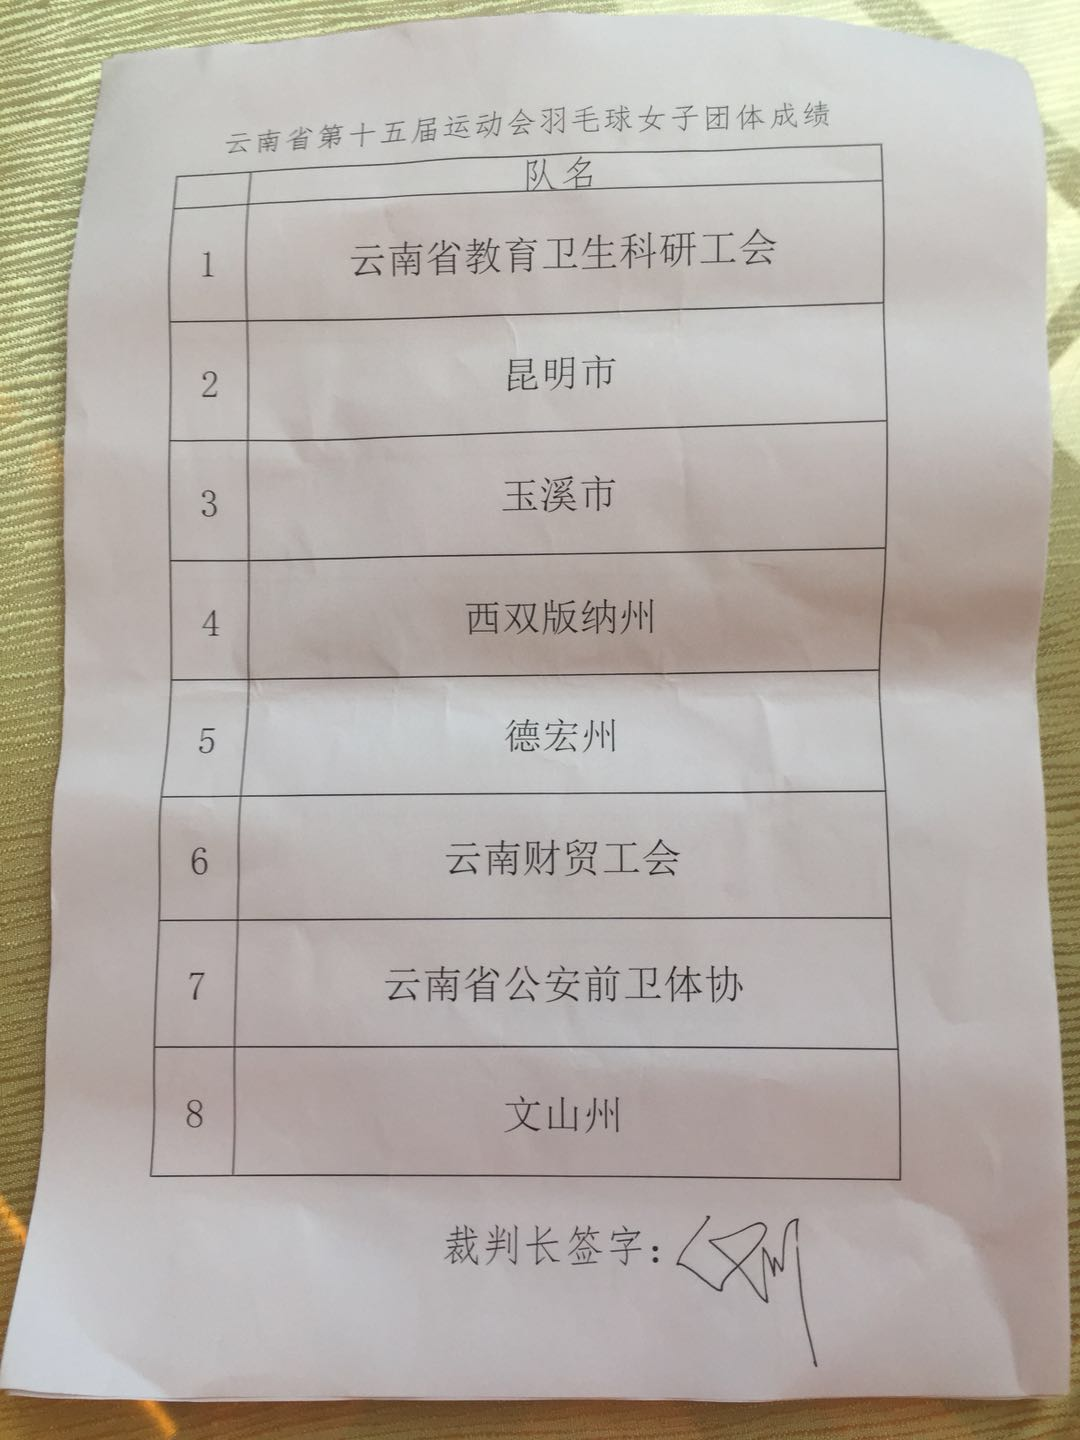 云南省第十五届运动会羽毛球女子团体成绩
队名
1 云南省教育卫生科研工会
2 昆明市
3 玉溪市
4 西双版纳州
5 德宏州
6 云南财贸工会
7 云南省公安前卫体协
8 文山州
裁判长签字：